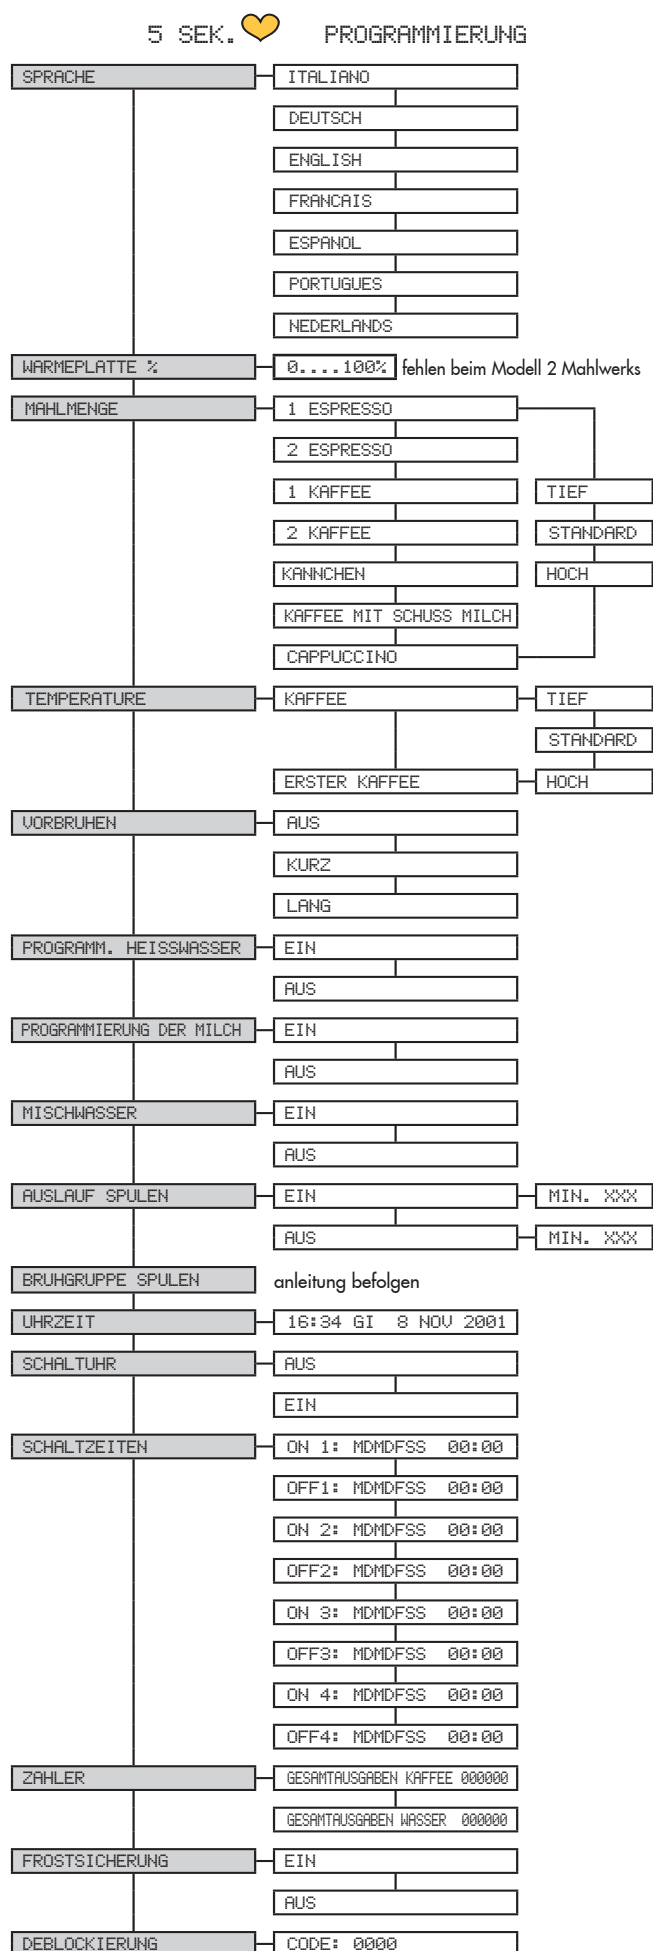 5 SEK. PROGRAMMIERUNG
SPRACHE ITALIANO
DEUTSCH
ENGLISH
FRANCAIS
ESPANOL
PORTUGUES
NEDERLANDS
WARMEPLATTE % 0....100% fehlen beim Modell 2 Mahlwerks
MAHLMENGE 1 ESPRESSO
2 ESPRESSO
1 KAFFEE TIEF
2 KAFFEE STANDARD
KANNCHEN HOCH
KAFFEE MIT SCHUSS MILCH
CAPPUCCINO
TEMPERATURE KAFFEE TIEF
STANDARD
ERSTER KAFFEE HOCH
VORBRUHEN AUS
KURZ
LANG
PROGRAMM. HEISSWASSER EIN
AUS
PROGRAMMIERUNG DER MILCH EIN
AUS
MISCHWASSER EIN
AUS
AUSLAUF SPULEN EIN MIN. XXX
AUS MIN. XXX
BRUHGRUPPE SPULEN anleitung befolgen
UHRZEIT 16:34 GI 8 NOV 2001
SCHALTUHR AUS
EIN
SCHALTZEITEN ON 1: MDMDFSS 00:00
OFF1: MDMDFSS 00:00
ON 2: MDMDFSS 00:00
OFF2: MDMDFSS 00:00
ON 3: MDMDFSS 00:00
OFF3: MDMDFSS 00:00
ON 4: MDMDFSS 00:00
OFF4: MDMDFSS 00:00
ZAHLER GESAMTAUSGABEN KAFFEE 000000
GESAMTAUSGABEN WASSER 000000
FROSTSICHERUNG EIN
AUS
DEBLOCKIERUNG CODE: 0000